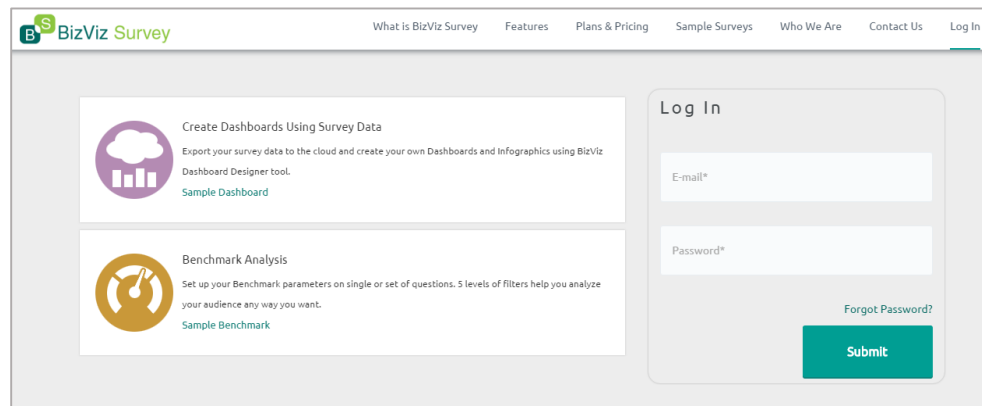 BS BizViz Survey
What is BizViz Survey Features Plans & Pricing Sample Surveys Who We Are Contact Us Log In
Create Dashboards Using Survey Data
Export your survey data to the cloud and create your own Dashboards and Infographics using BizViz
Dashboard Designer tool.
Sample Dashboard
Benchmark Analysis
Set up your Benchmark parameters on single or set of questions. 5 levels of filters help you analyze
your audience any way you want.
Sample Benchmark
Log In
E-mail*
Password*
Forgot Password?
Submit